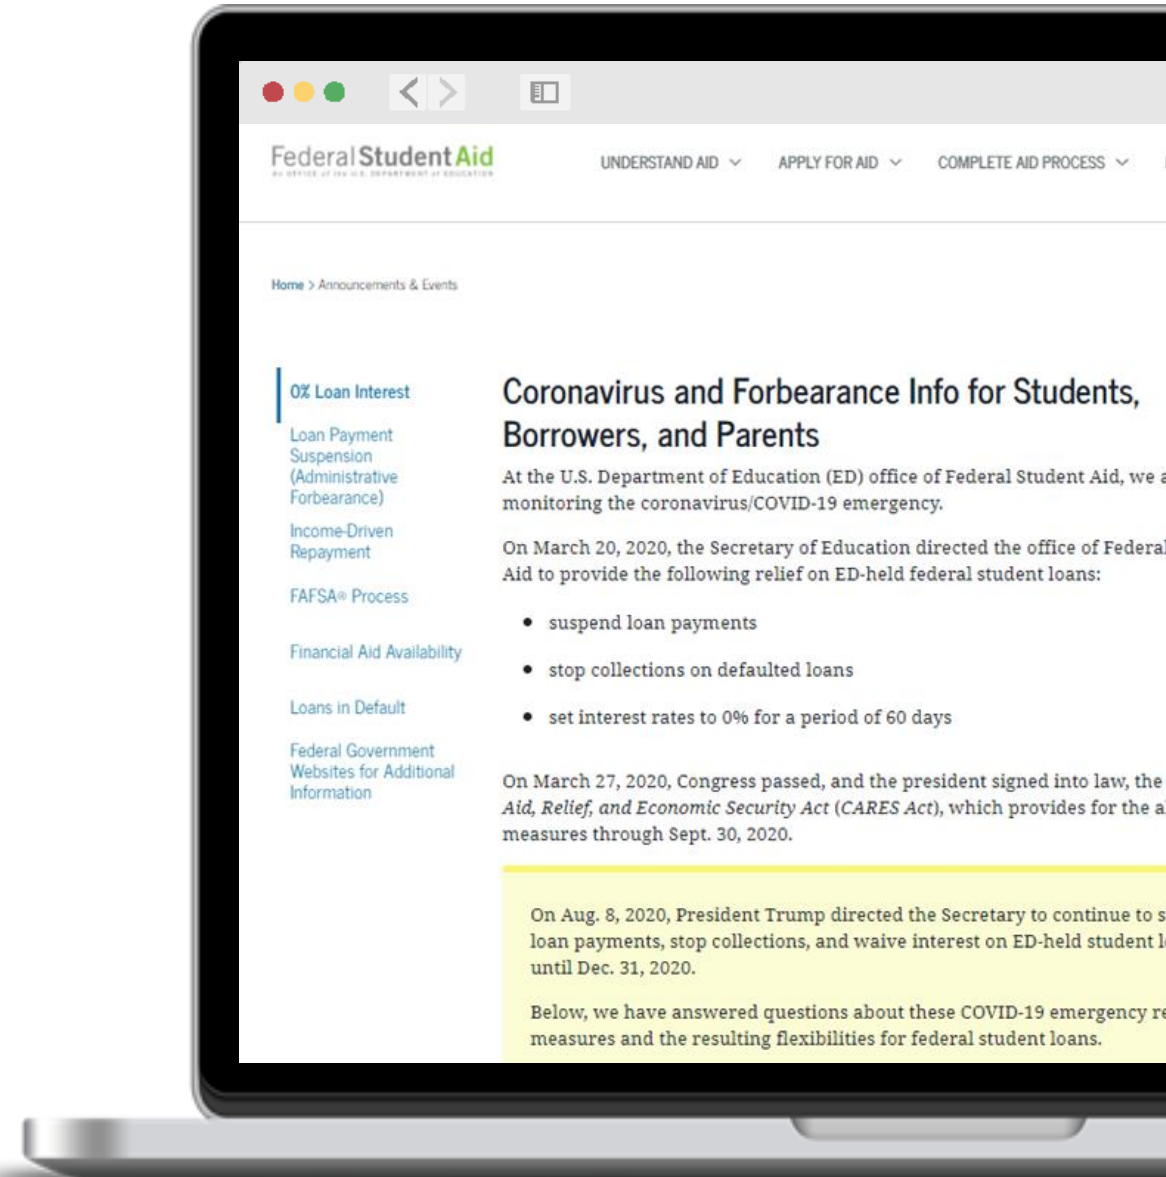 Federal Student Aid
An OFFICE of the U.S. DEPARTMENT of EDUCATION
UNDERSTAND AID
APPLY FOR AID
COMPLETE AID PROCESS
Home > Announcements & Events
0% Loan Interest
Loan Payment
Suspension
(Administrative
Forbearance)
Income-Driven
Repayment
FAFSA® Process
Financial Aid Availability
Loans in Default
Federal Government
Websites for Additional
Information
Coronavirus and Forbearance Info for Students,
Borrowers, and Parents
At the U.S. Department of Education (ED) office of Federal Student Aid, we a
monitoring the coronavirus/COVID-19 emergency.
On March 20, 2020, the Secretary of Education directed the office of Federal
Aid to provide the following relief on ED-held federal student loans:
• suspend loan payments
• stop collections on defaulted loans
• set interest rates to 0% for a period of 60 days
On March 27, 2020, Congress passed, and the president signed into law, the
Aid, Relief, and Economic Security Act (CARES Act), which provides for the a
measures through Sept. 30, 2020.
On Aug. 8, 2020, President Trump directed the Secretary to continue to s
loan payments, stop collections, and waive interest on ED-held student l
until Dec. 31, 2020.
Below, we have answered questions about these COVID-19 emergency re
measures and the resulting flexibilities for federal student loans.